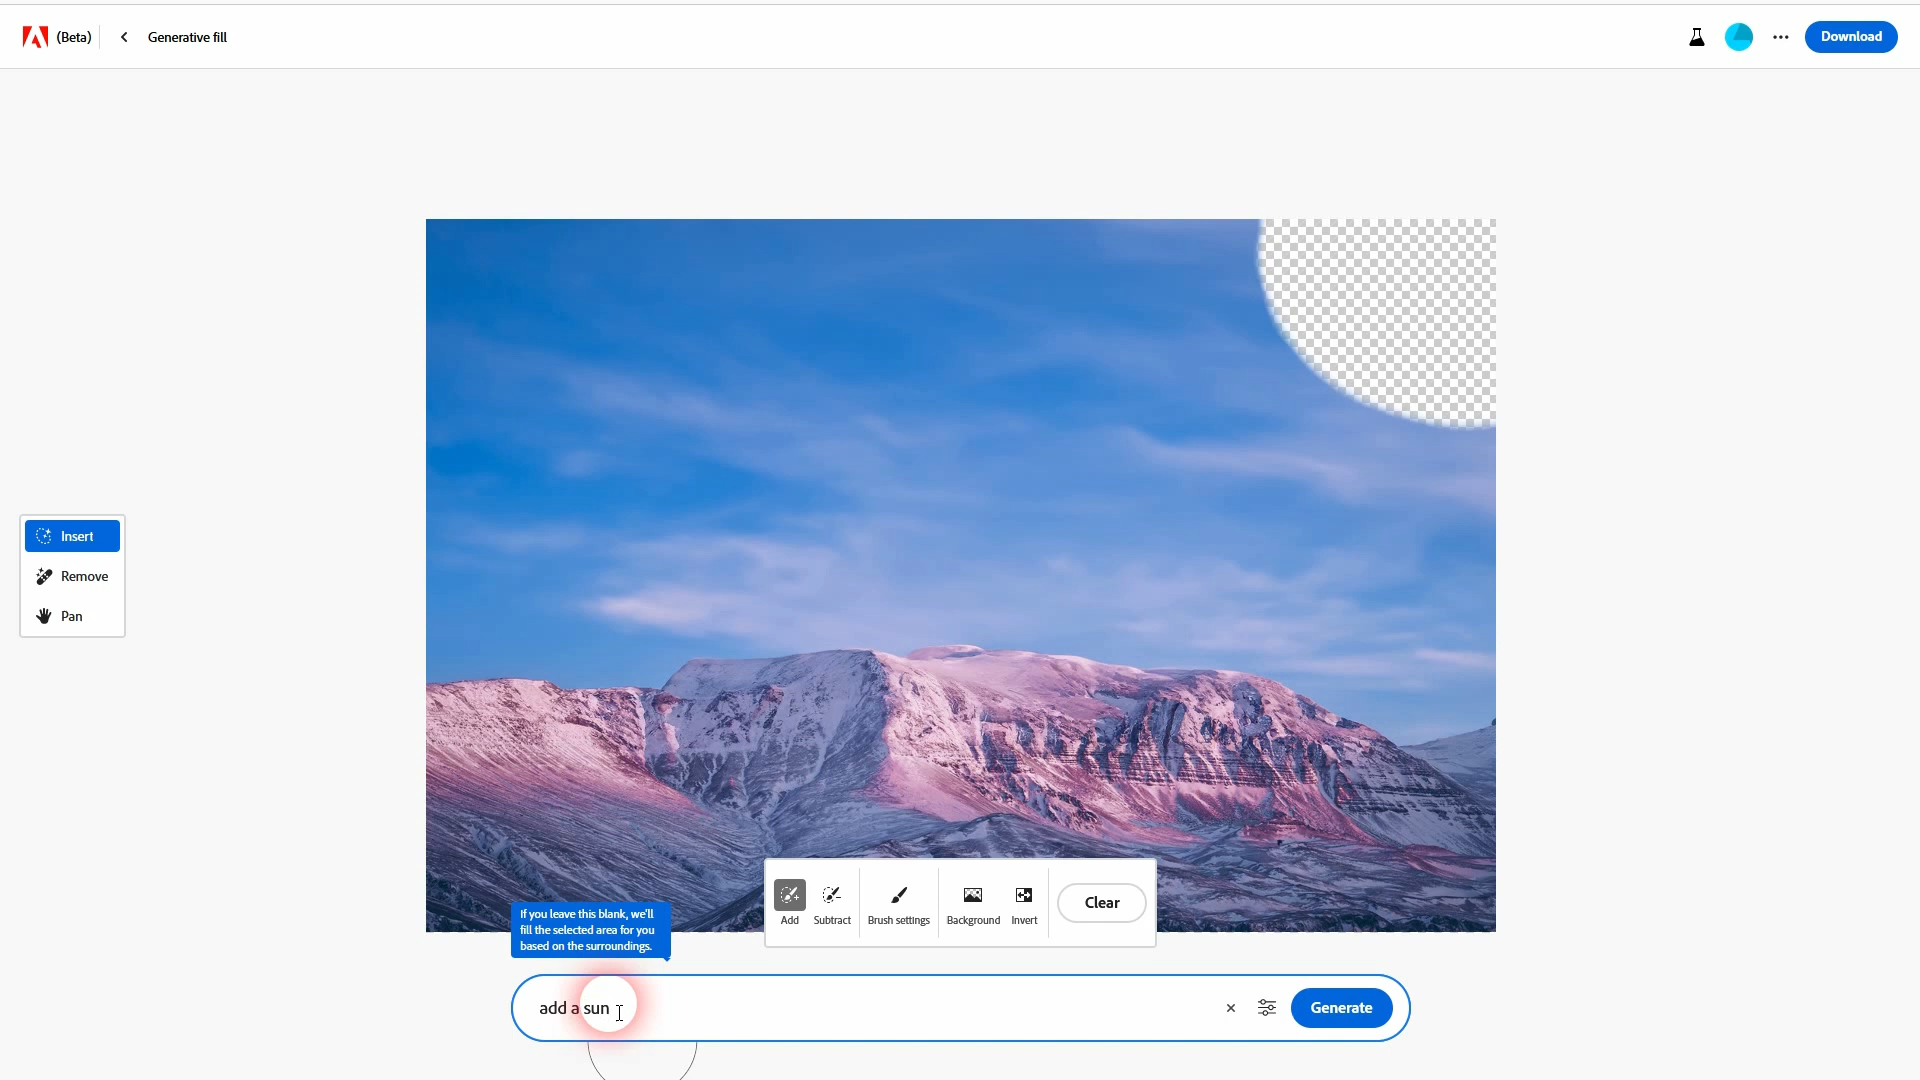 (Beta)
Generative fill
Download
Insert
Remove
Pan
Add
Subtract
Brush settings
Background
Invert
Clear
If you leave this blank, we'll
fill the selected area for you
based on the surroundings.
add a sun
Generate